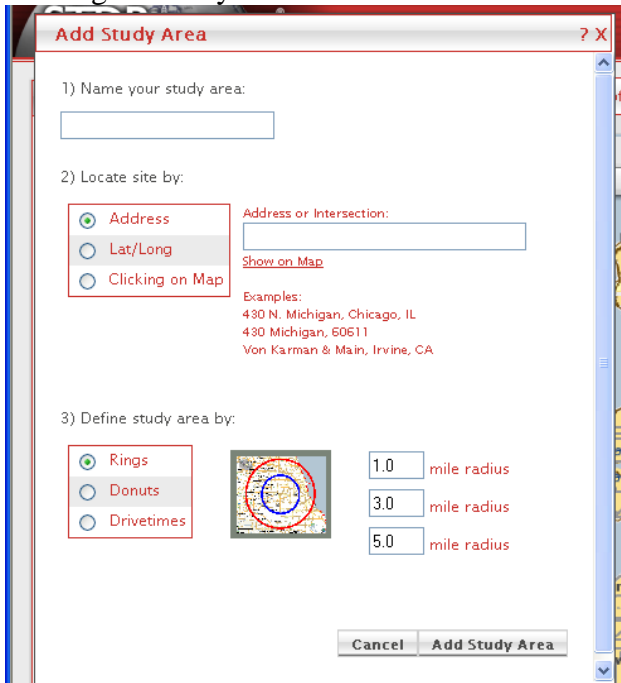 Add Study Area ? X
1) Name your study area:
2) Locate site by:
Address
Lat/Long
Clicking on Map
Address or Intersection:
Show on Map
Examples:
430 N. Michigan, Chicago, IL
430 Michigan, 60611
Von Karman & Main, Irvine, CA
3) Define study area by:
Rings
Donuts
Drivetimes
1.0 mile radius
3.0 mile radius
5.0 mile radius
Cancel Add Study Area